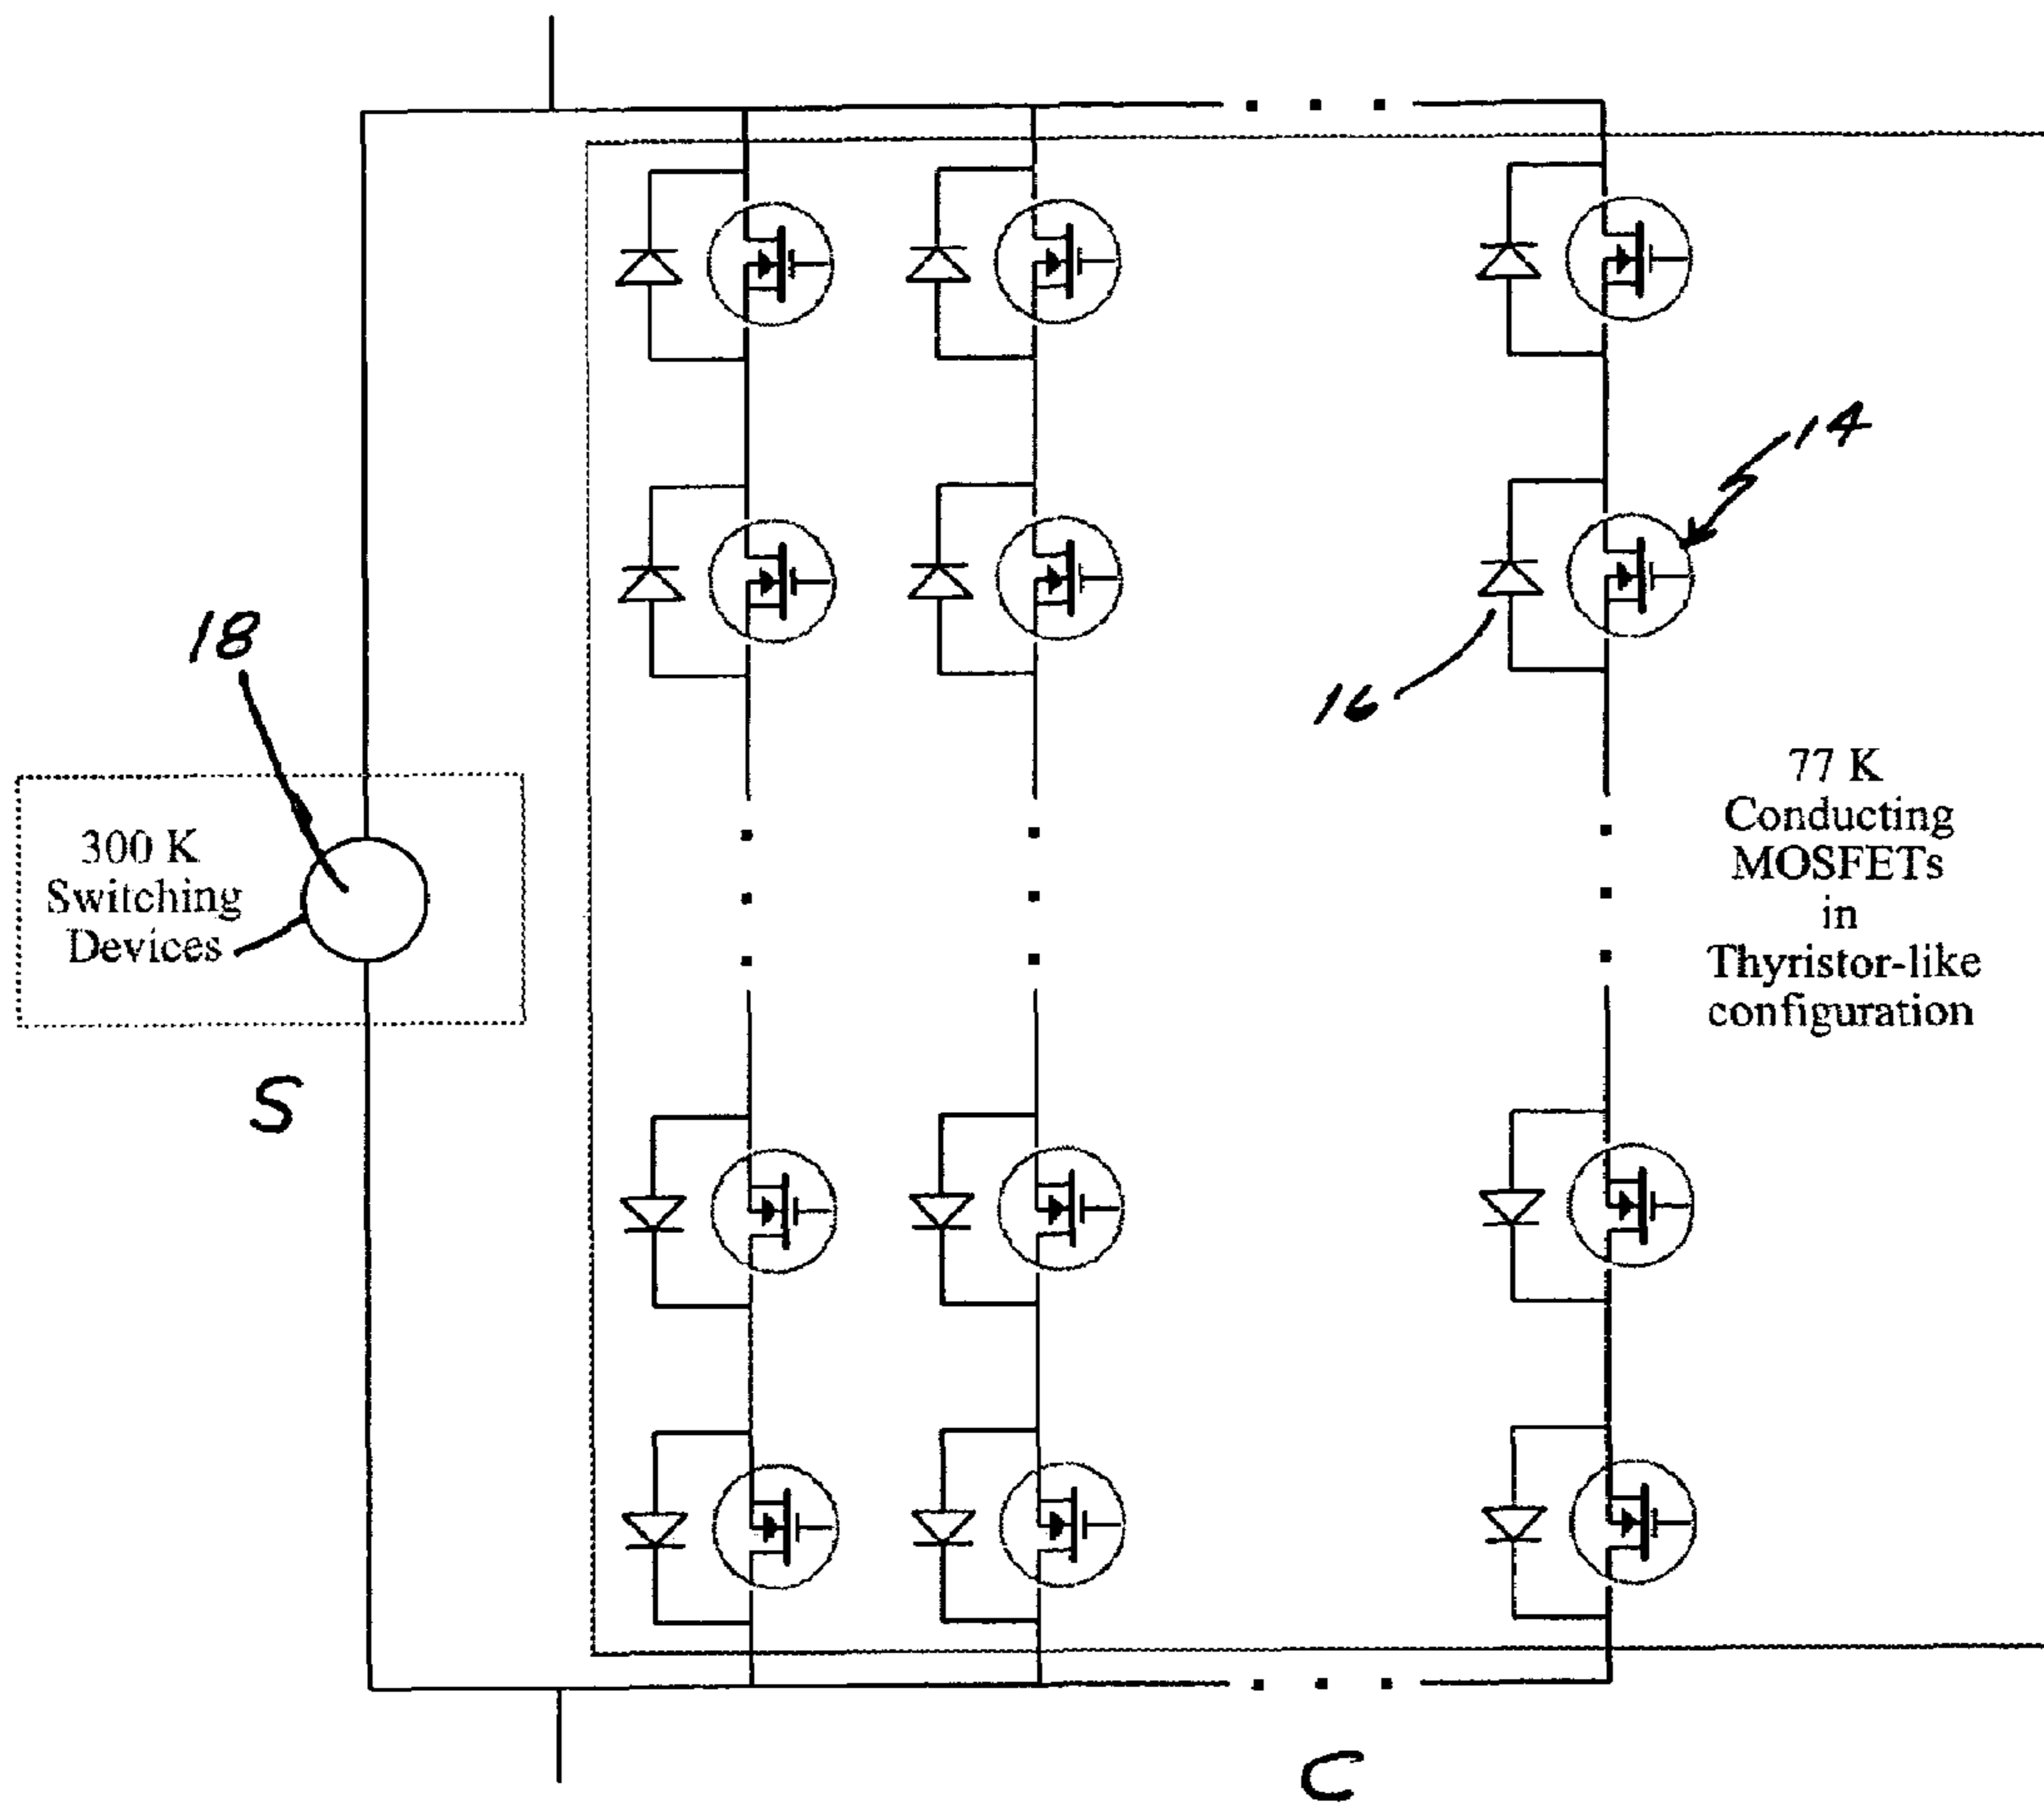 14
18
16
77 K
Conducting
MOSFETs
in
Thyristor-like
configuration
300 K
Switching
Devices
S
C